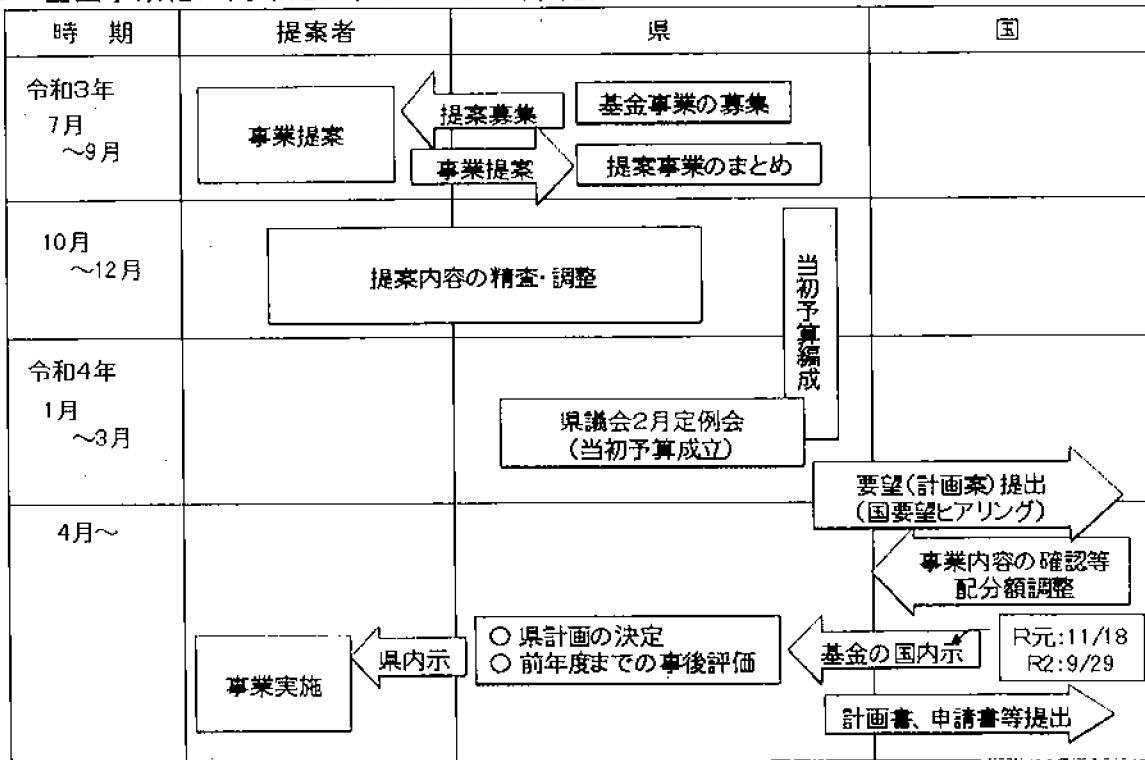 時 期
提案者
県
国
令和3年
7月
～9月
事業提案
提案募集
基金事業の募集
事業提案
提案事業のまとめ
10月
～12月
提案内容の精査・調整
当初予算編成
令和4年
1月
～3月
県議会2月定例会
(当初予算成立)
要望(計画案)提出
(国要望ヒアリング)
4月～
事業内容の確認等
配分額調整
事業実施
県内示
○ 県計画の決定
○ 前年度までの事後評価
基金の国内示
R元:11/18
R2:9/29
計画書、申請書等提出